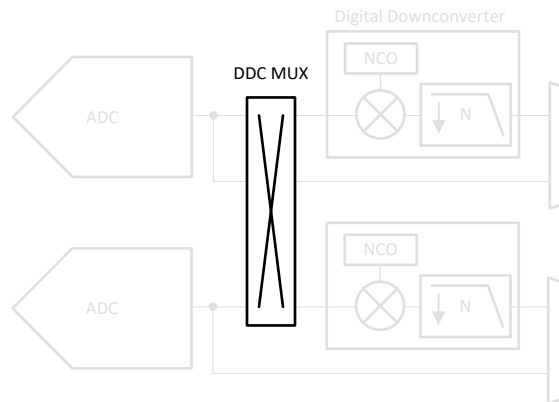 Digital Downconverter
NCO
DDC MUX
ADC
N
NCO
ADC
N